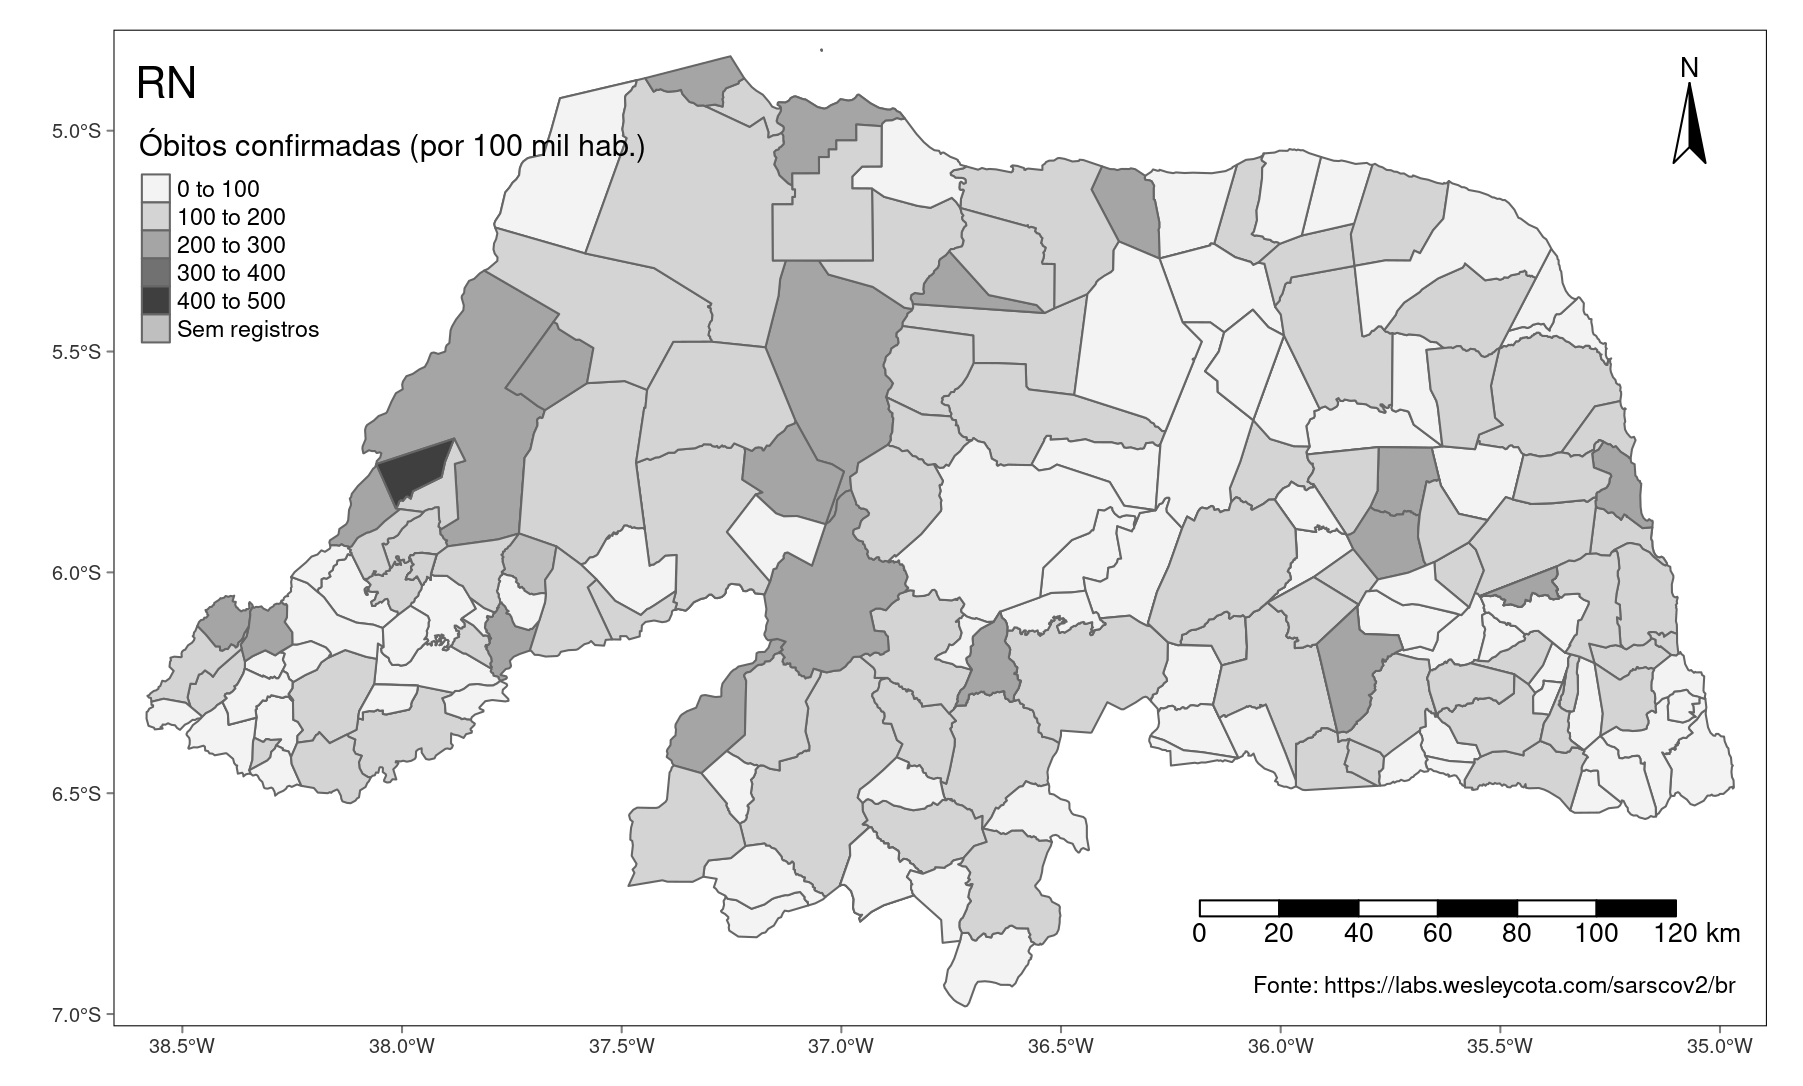 RN
N
Óbitos confirmadas (por 100 mil hab.)
0 to 100
100 to 200
200 to 300
300 to 400
400 to 500
Sem registros
5.0°S
5.5°S
6.0°S
6.5°S
7.0°S
0 20 40 60 80 100 120 km
Fonte: https://labs.wesleycota.com/sarscov2/br
38.5°W 38.0°W 37.5°W 37.0°W 36.5°W 36.0°W 35.5°W 35.0°W